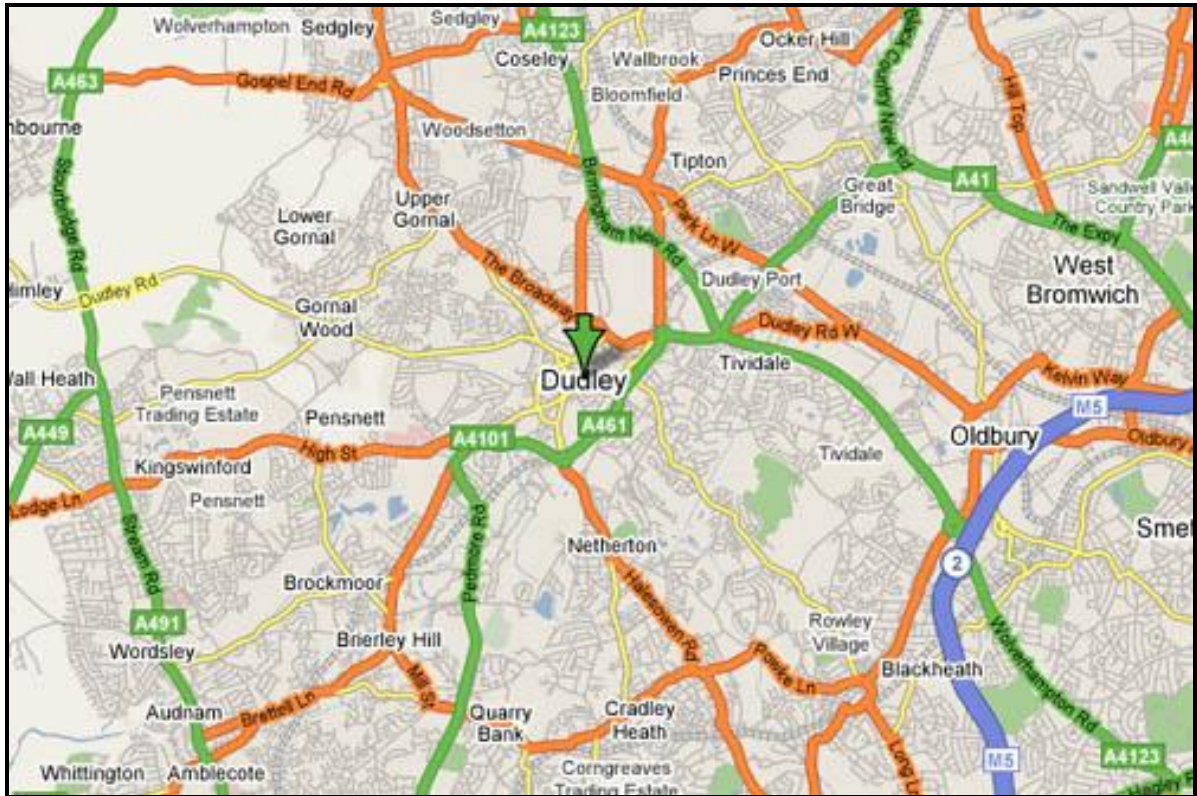 Wolverhampton
Sedgley
Sedgley
A4123
Coseley
Wallbrook
Ocker Hill
Princes End
Black Country New Rd
Hill Top
A463
Gospel End Rd
Bloomfield
Woodsetton
Tipton
A41
Stourbridge Rd
Birmingham New Rd
Great
Bridge
Sandwell
Country Park
Upper
Gornal
Lower
Gornal
Park Ln W
The Expy
West
Bromwich
The Broadway
Dudley Port
Dudley Rd
Gornal
Wood
Dudley Rd W
Tividale
Dudley
Kelvin Way
M5
Pensnett
Trading Estate
Pensnett
A449
A4101
A461
Oldbury
Oldbury
High St
Kingswinford
Tividale
Lodge Ln
Pensnett
Stream Rd
Pedmore Rd
Netherton
2
Brockmoor
Halesowen Rd
A491
Wordsley
Brierley Hill
Rowley
Village
Wolverhampton Rd
Powke Ln
Blackheath
Mill St
Brettell Ln
Audnam
Quarry
Bank
Cradley
Heath
Long
A4123
M5
Whittington
Amblecote
Corngreaves
Trading Estate
Hagley